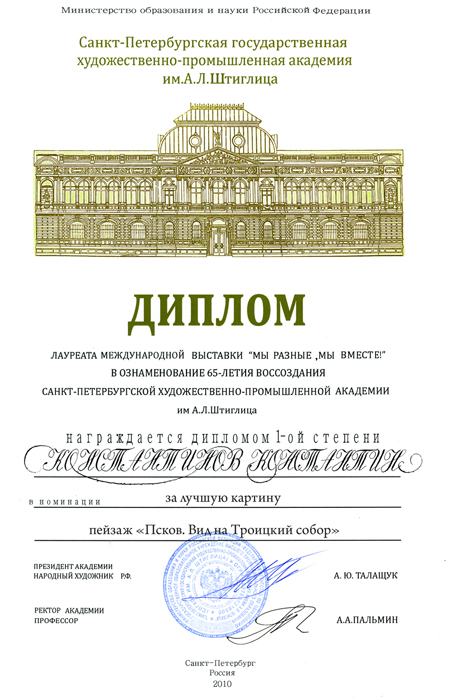 Министерство образования и науки Российской Федерации
Санкт-Петербургская государственная
художественно-промышленная академия
им.А.Л.Штиглица
ДИПЛОМ
ЛАУРЕАТА МЕЖДУНАРОДНОЙ ВЫСТАВКИ "МЫ РАЗНЫЕ ,МЫ ВМЕСТЕ!"
В ОЗНАМЕНОВАНИЕ 65-ЛЕТИЯ ВОССОЗДАНИЯ
САНКТ-ПЕТЕРБУРГСКОЙ ХУДОЖЕСТВЕННО-ПРОМЫШЛЕННОЙ АКАДЕМИИ
им А.Л.Штиглица
награждается дипломом 1-ой степени
КОНСТАНТИНОВ КОНСТАНТИН
в номинации за лучшую картину
пейзаж «Псков. Вид на Троицкий собор»
ПРЕЗИДЕНТ АКАДЕМИИ
НАРОДНЫЙ ХУДОЖНИК Р.Ф. А. Ю. ТАЛАЩУК
РЕКТОР АКАДЕМИИ
ПРОФЕССОР А.А.ПАЛЬМИН
Санкт-Петербург
Россия
2010